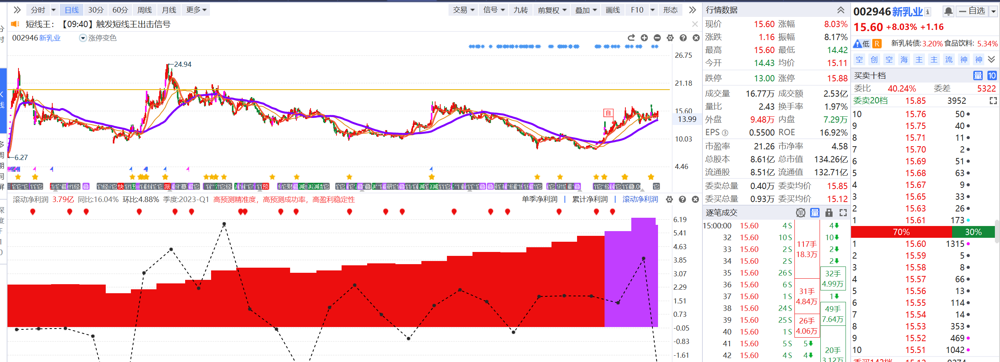 分时 日线 30分 60分 周线 月线 更多 交易 信号 九转 前复权 叠加 画线 F10 形态
短线王：【09:40】触发短线王出击信号
002946 新乳业 涨停变色
26.75
←24.94
21.18
自
15.60
13.99
10.03
←6.27
4.46
滚动净利润 3.79亿 同比:16.04% 环比:4.88% 季度:2023-Q1 高预测精准度，高预测成功率，高盈利稳定性 单季净利润 | 累计净利润 | 滚动净利润
6.19
5.41
4.63
3.85
3.07
2.29
1.51
0.73
-0.05
-0.83
-1.61
行情数据
现价 15.60 涨幅 8.03%
涨跌 1.16 振幅 8.17%
最高 15.60 最低 14.42
今开 14.43 均价 15.11
跌停 13.00 涨停 15.88
成交量 16.77万 成交额 2.53亿
量比 2.43 换手率 1.97%
外盘 9.48万 内盘 7.29万
EPS ③ 0.5500 ROE 16.92%
市盈率 21.26 市净率 4.58
总股本 8.61亿 总市值 134.26亿
流通股 8.51亿 流通值 132.71亿
委卖总量 0.40万 委卖均价 15.85
委买总量 0.93万 委买均价 15.12
逐笔成交 单 量
15:00:00 15.60 4S 4
32 15.60 10S 10
33 15.60 2S 2
34 15.60 2S 2
35 15.60 26S
36 15.60 6S
37 15.60 1S 1
38 15.60 24S
39 15.60 25S
40 15.60 1S
41 15.60 5S 5
42 15.60 4S 4
117手
18.3万
32手
4.99万
31手
4.84万
49手
7.64万
26手
4.06万
20手
3.12万
002946 新乳业 自选
15.60 +8.03% +1.16
低 R 新乳转债:3.20% 食品饮料: 5.34%
空 创 空 海 主 主 流 神 神
买卖十档 量 10
委比 40.24% 委差 5322
委卖20档 15.85 3952
10 15.76 50
9 15.75 40
8 15.71 11
7 15.70 2
6 15.69 51
5 15.68 63
4 15.67 9
3 15.65 33
2 15.63 26
1 15.61 173
70% 30%
1 15.60 1315
2 15.59 5
3 15.58 8
4 15.57 66
5 15.56 13
6 15.55 114
7 15.54 14
8 15.53 353
9 15.52 469
10 15.51 1042
委买142档 15.12 9274